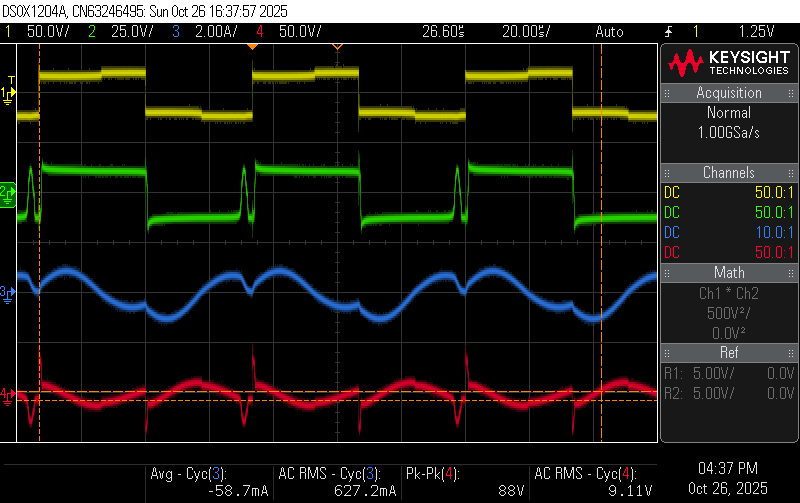 DSOX1204A, CN63246495: Sun Oct 26 16:37:57 2025
1 50.0V/ 2 25.0V/ 3 2.00A/ 4 50.0V/ 26.60µs 20.00µs/ Auto 1 1.25V
KEYSIGHT
TECHNOLOGIES
Acquisition
Normal
1.00GSa/s
Channels
DC 50.0:1
DC 50.0:1
DC 10.0:1
DC 50.0:1
Math
Ch1 * Ch2
500V²/
0.0V²
Ref
R1: 5.00V/ 0.0V
R2: 5.00V/ 0.0V
T
1
2
3
4
Avg - Cyc(3): AC RMS - Cyc(3): Pk-Pk(4): AC RMS - Cyc(4):
-58.7mA 627.2mA 88V 9.11V
04:37 PM
Oct 26, 2025